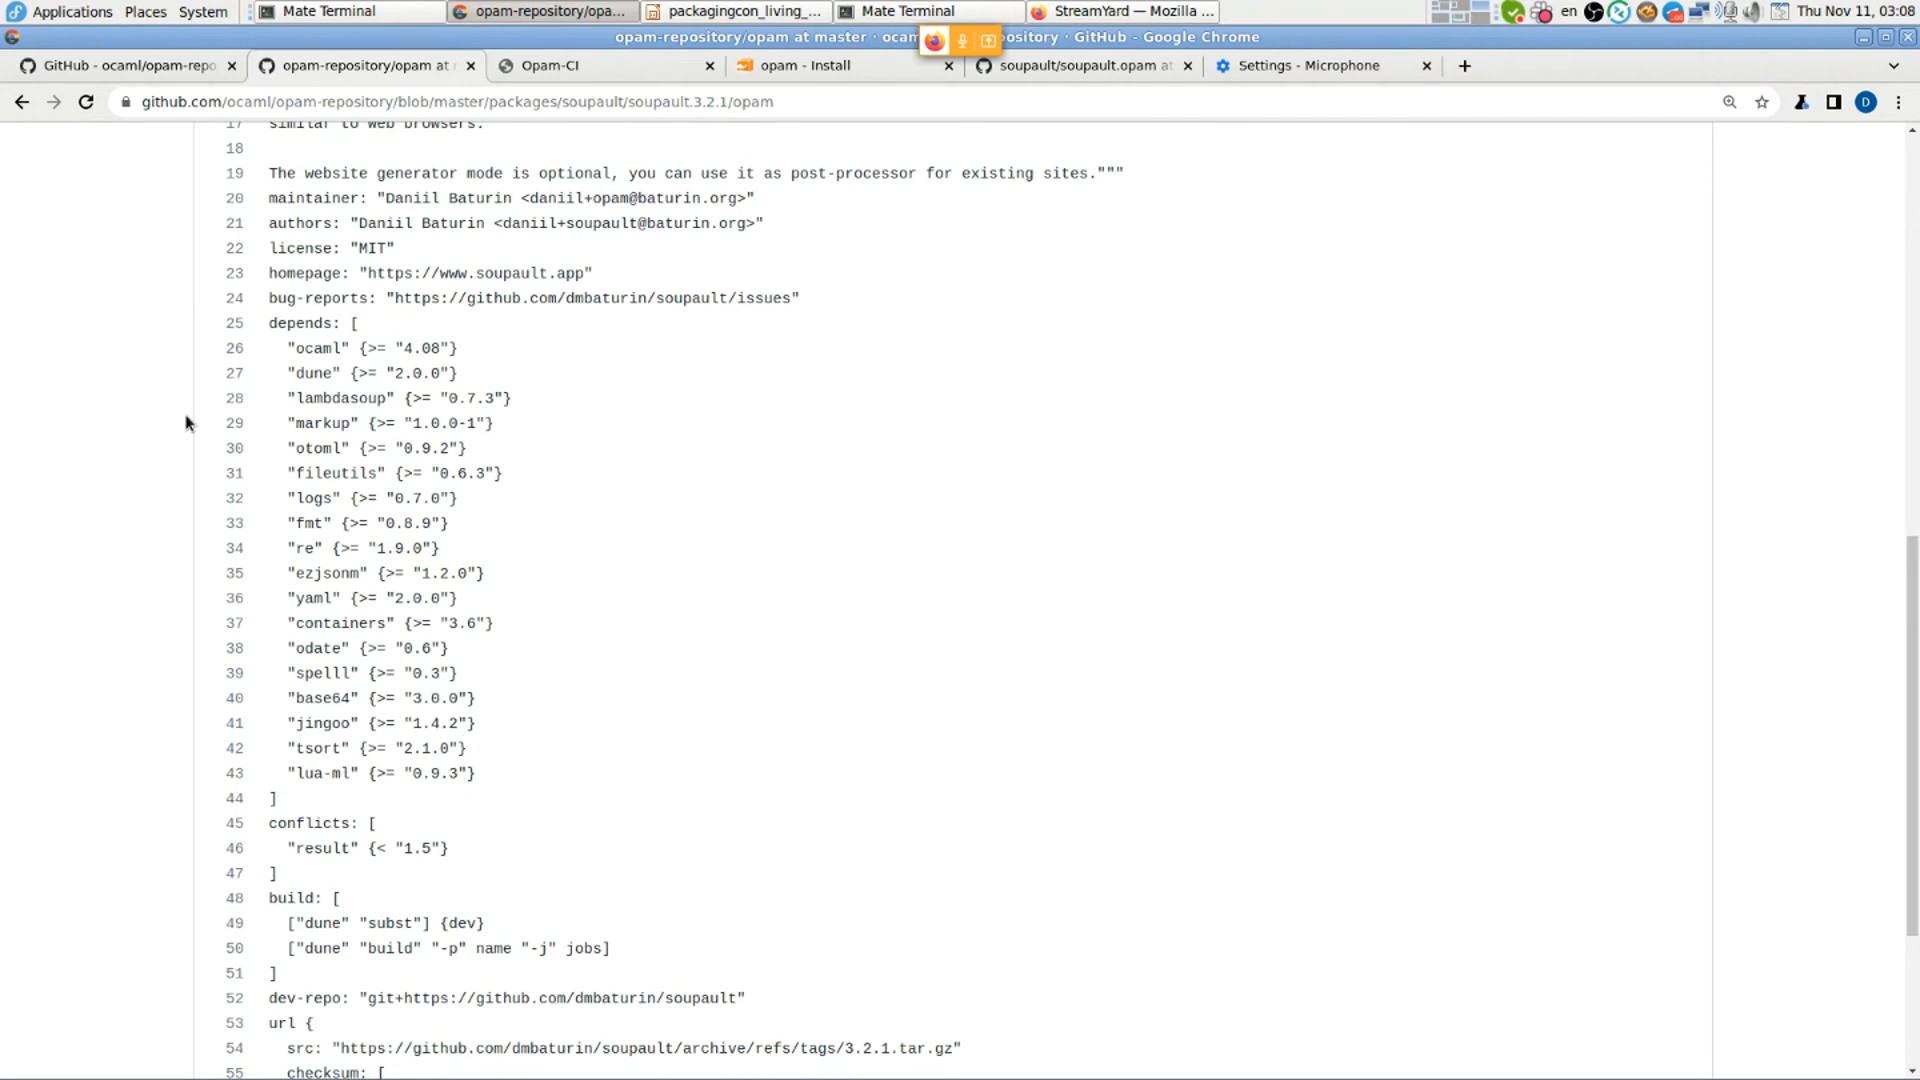 Applications Places System Mate Terminal opam-repository/opa... packagingcon_living_... Mate Terminal StreamYard — Mozilla ... en Thu Nov 11, 03:08
opam-repository/opam at master · ocam ository · GitHub - Google Chrome
GitHub - ocaml/opam-repo opam-repository/opam at Opam-CI opam - Install soupault/soupault.opam at Settings - Microphone
github.com/ocaml/opam-repository/blob/master/packages/soupault/soupault.3.2.1/opam D
17 similar to web browsers.
18
19 The website generator mode is optional, you can use it as post-processor for existing sites."""
20 maintainer: "Daniil Baturin <daniil+opam@baturin.org>"
21 authors: "Daniil Baturin <daniil+soupault@baturin.org>"
22 license: "MIT"
23 homepage: "https://www.soupault.app"
24 bug-reports: "https://github.com/dmbaturin/soupault/issues"
25 depends: [
26 "ocaml" {>= "4.08"}
27 "dune" {>= "2.0.0"}
28 "lambdasoup" {>= "0.7.3"}
29 "markup" {>= "1.0.0-1"}
30 "otoml" {>= "0.9.2"}
31 "fileutils" {>= "0.6.3"}
32 "logs" {>= "0.7.0"}
33 "fmt" {>= "0.8.9"}
34 "re" {>= "1.9.0"}
35 "ezjsonm" {>= "1.2.0"}
36 "yaml" {>= "2.0.0"}
37 "containers" {>= "3.6"}
38 "odate" {>= "0.6"}
39 "spelll" {>= "0.3"}
40 "base64" {>= "3.0.0"}
41 "jingoo" {>= "1.4.2"}
42 "tsort" {>= "2.1.0"}
43 "lua-ml" {>= "0.9.3"}
44 ]
45 conflicts: [
46 "result" {< "1.5"}
47 ]
48 build: [
49 ["dune" "subst"] {dev}
50 ["dune" "build" "-p" name "-j" jobs]
51 ]
52 dev-repo: "git+https://github.com/dmbaturin/soupault"
53 url {
54 src: "https://github.com/dmbaturin/soupault/archive/refs/tags/3.2.1.tar.gz"
55 checksum: [